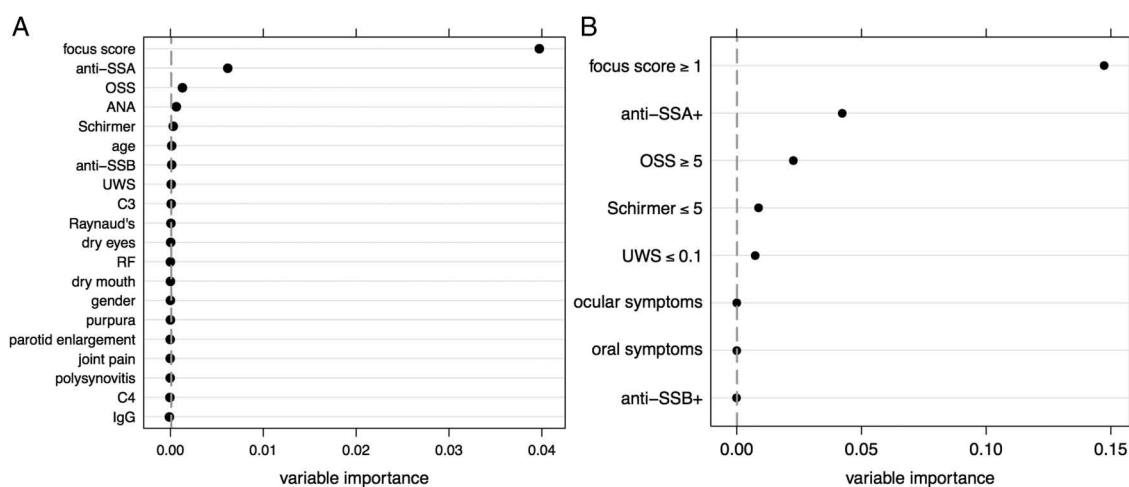 A
focus score
anti−SSA
OSS
ANA
Schirmer
age
anti−SSB
UWS
C3
Raynaud's
dry eyes
RF
dry mouth
gender
purpura
parotid enlargement
joint pain
polysynovitis
C4
IgG
0.00 0.01 0.02 0.03 0.04
variable importance
B
focus score ≥ 1
anti−SSA+
OSS ≥ 5
Schirmer ≤ 5
UWS ≤ 0.1
ocular symptoms
oral symptoms
anti−SSB+
0.00 0.05 0.10 0.15
variable importance